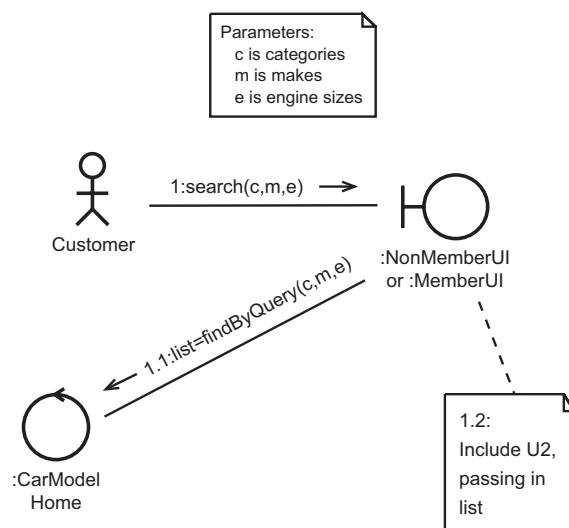 Parameters:
c is categories
m is makes
e is engine sizes
1:search(c,m,e)
Customer
:NonMemberUI
or :MemberUI
1.1:list=findByQuery(c,m,e)
:CarModel
Home
1.2:
Include U2,
passing in
list